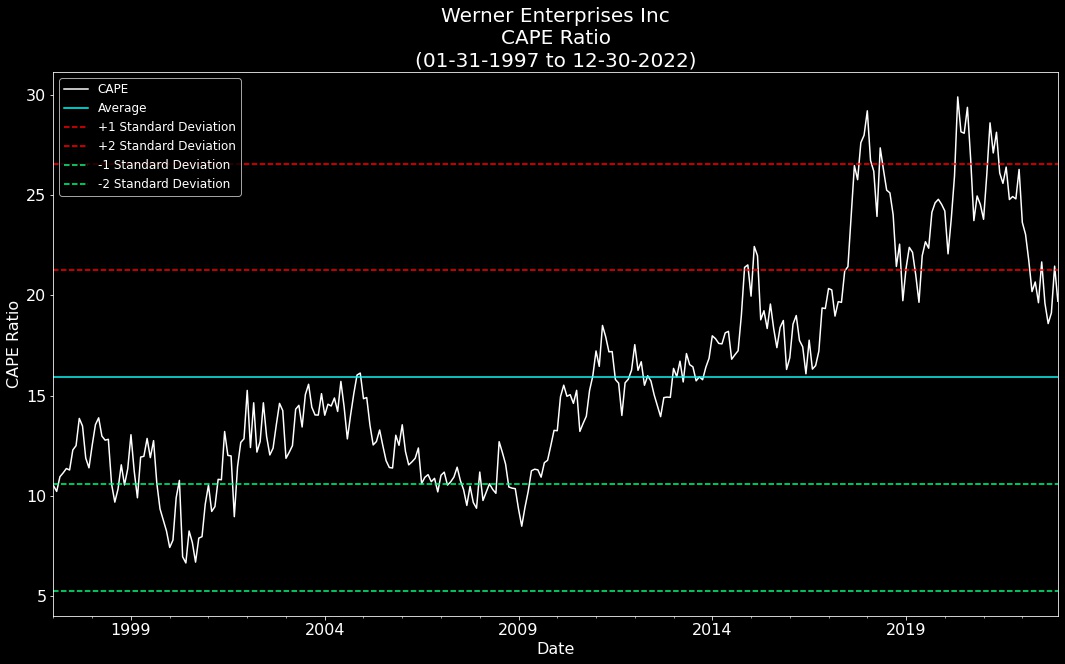 Werner Enterprises Inc
CAPE Ratio
(01-31-1997 to 12-30-2022)
CAPE
Average
+1 Standard Deviation
+2 Standard Deviation
-1 Standard Deviation
-2 Standard Deviation
CAPE Ratio
30
25
20
15
10
5
1999
2004
2009
2014
2019
Date